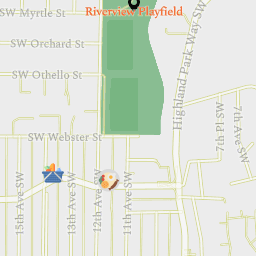 SW Myrtle St
Riverview Playfield
SW Orchard St
SW Othello St
Highland Park Way SW
7th Pl SW
7th Ave SW
SW Webster St
15th Ave SW
13th Ave SW
12th Ave SW
11th Ave SW